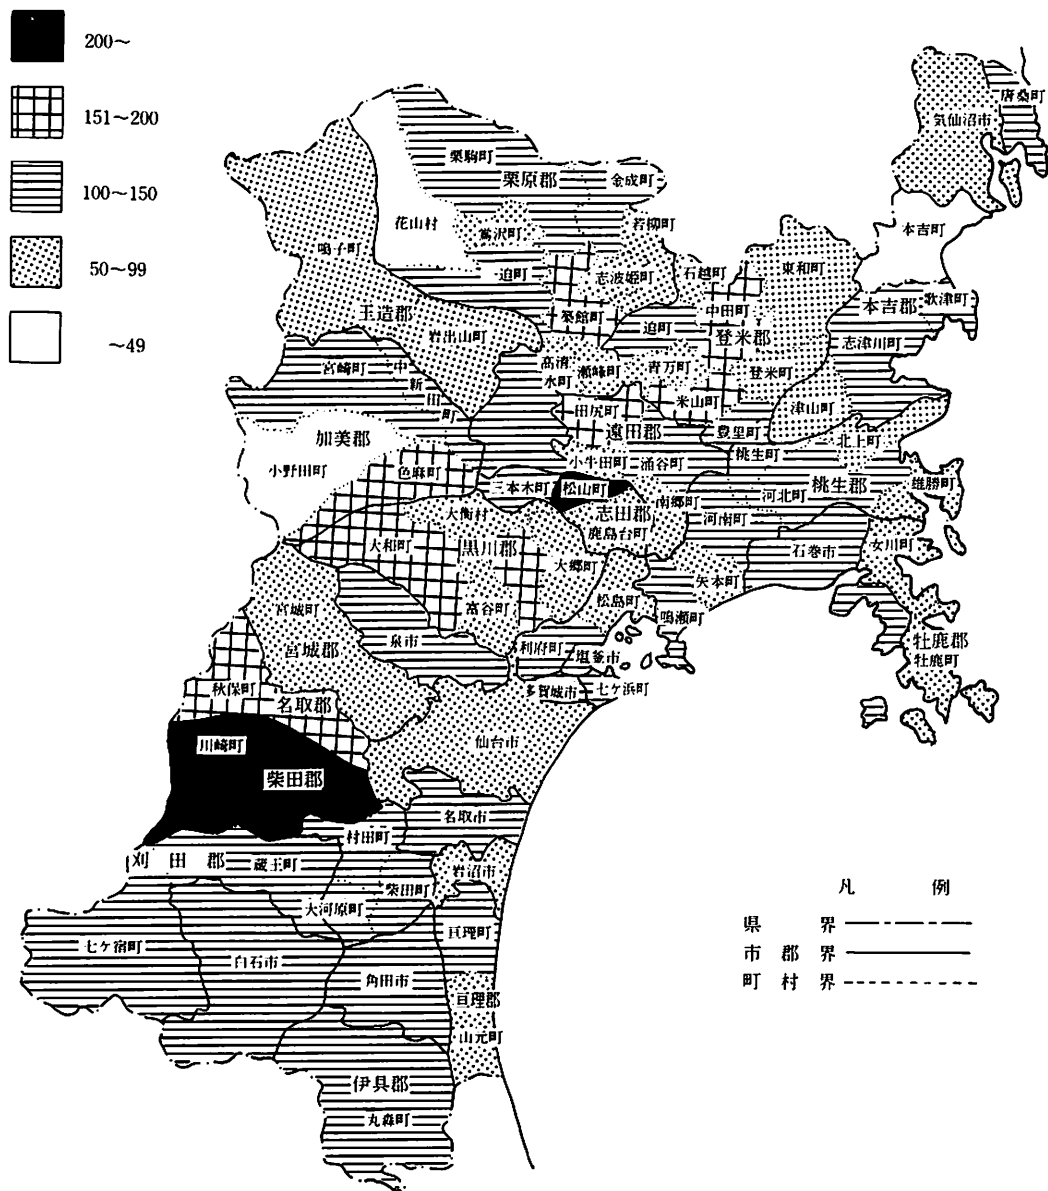 200～
151～200
100～150
50～99
～49
唐桑町
気仙沼市
栗駒町
栗原郡
金成町
花山村
鶯沢町
若柳町
本吉町
鳴子町
一迫町
志波姫町
石越町
東和町
玉造郡
築館町
迫町
中田町
本吉郡
歌津町
岩出山町
登米郡
志津川町
宮崎町
中新田町
高清水町
瀬峰町
登米町
田尻町
米山町
津山町
加美郡
遠田郡
豊里町
北上町
小野田町
色麻町
小牛田町
涌谷町
桃生町
桃生郡
雄勝町
三本木町
松山町
南郷町
河北町
大衡村
志田郡
河南町
大和町
黒川郡
鹿島台町
石巻市
女川町
大郷町
矢本町
宮城町
富谷町
松島町
鳴瀬町
宮城郡
泉市
利府町
塩釜市
牡鹿郡
牡鹿町
秋保町
名取郡
多賀城市
七ケ浜町
川崎町
仙台市
柴田郡
名取市
村田町
刈田郡
蔵王町
岩沼市
柴田町
大河原町
亘理町
七ケ宿町
白石市
角田市
亘理郡
山元町
伊具郡
丸森町
凡例
県界
市郡界
町村界